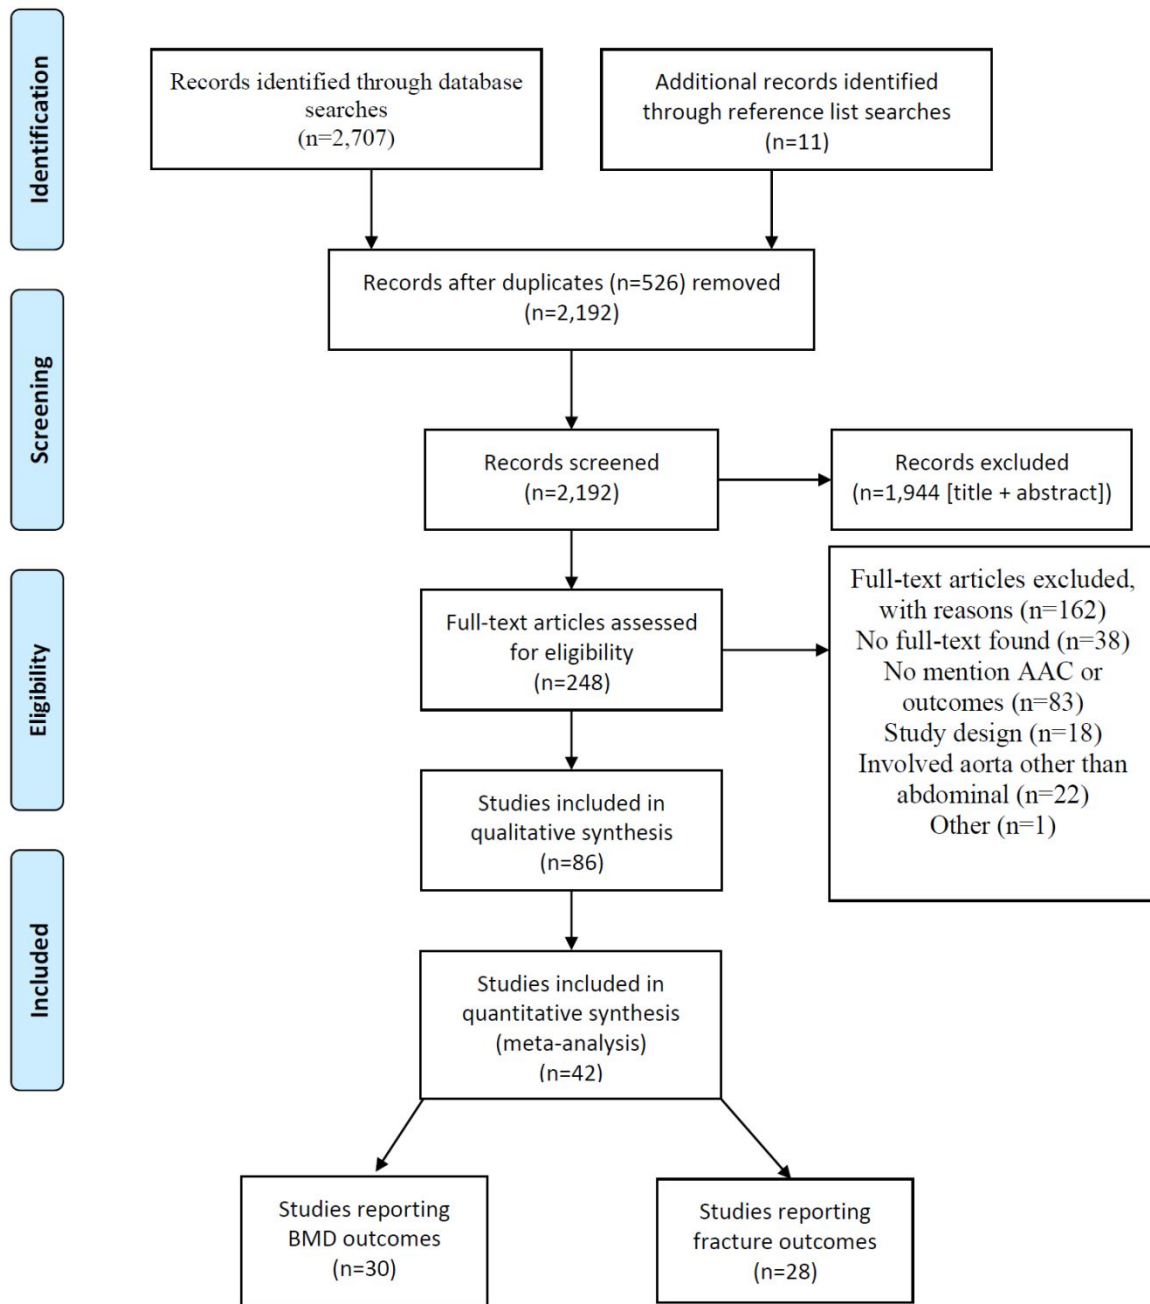 Identification
Records identified through database
searches
(n=2,707)
Additional records identified
through reference list searches
(n=11)
Records after duplicates (n=526) removed
(n=2,192)
Screening
Records screened
(n=2,192)
Records excluded
(n=1,944 [title + abstract])
Eligibility
Full-text articles assessed
for eligibility
(n=248)
Full-text articles excluded,
with reasons (n=162)
No full-text found (n=38)
No mention AAC or
outcomes (n=83)
Study design (n=18)
Involved aorta other than
abdominal (n=22)
Other (n=1)
Studies included in
qualitative synthesis
(n=86)
Included
Studies included in
quantitative synthesis
(meta-analysis)
(n=42)
Studies reporting
BMD outcomes
(n=30)
Studies reporting
fracture outcomes
(n=28)